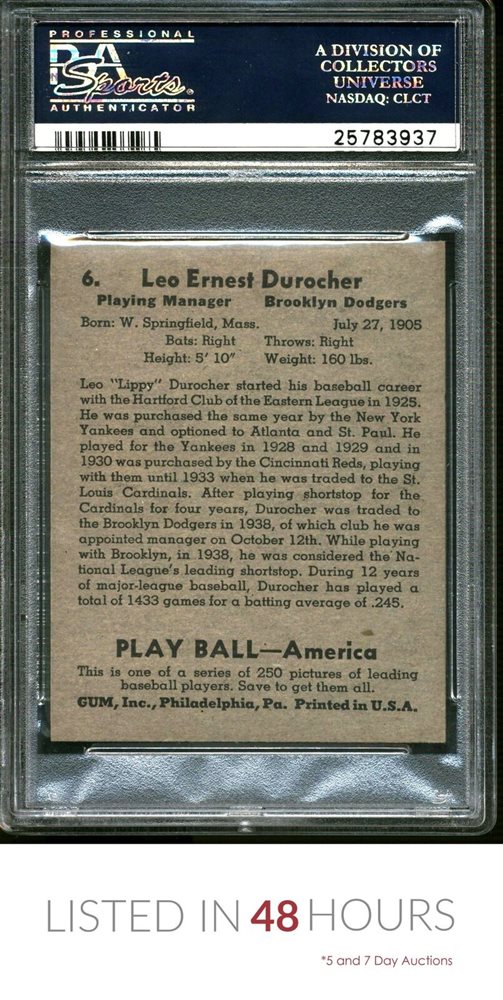 PROFESSIONAL
PSA
Sports
AUTHENTICATOR
A DIVISION OF
COLLECTORS
UNIVERSE
NASDAQ: CLCT
25783937
6. Leo Ernest Durocher
Playing Manager Brooklyn Dodgers
Born: W. Springfield, Mass. July 27, 1905
Bats: Right Throws: Right
Height: 5' 10" Weight: 160 lbs.
Leo "Lippy" Durocher started his baseball career
with the Hartford Club of the Eastern League in 1925.
He was purchased the same year by the New York
Yankees and optioned to Atlanta and St. Paul. He
played for the Yankees in 1928 and 1929 and in
1930 was purchased by the Cincinnati Reds, playing
with them until 1933 when he was traded to the St.
Louis Cardinals. After playing shortstop for the
Cardinals for four years, Durocher was traded to
the Brooklyn Dodgers in 1938, of which club he was
appointed manager on October 12th. While playing
with Brooklyn, in 1938, he was considered the Na-
tional League's leading shortstop. During 12 years
of major-league baseball, Durocher has played a
total of 1433 games for a batting average of .245.
PLAY BALL—America
This is one of a series of 250 pictures of leading
baseball players. Save to get them all.
GUM, Inc., Philadelphia, Pa. Printed in U.S.A.
LISTED IN 48 HOURS
*5 and 7 Day Auctions